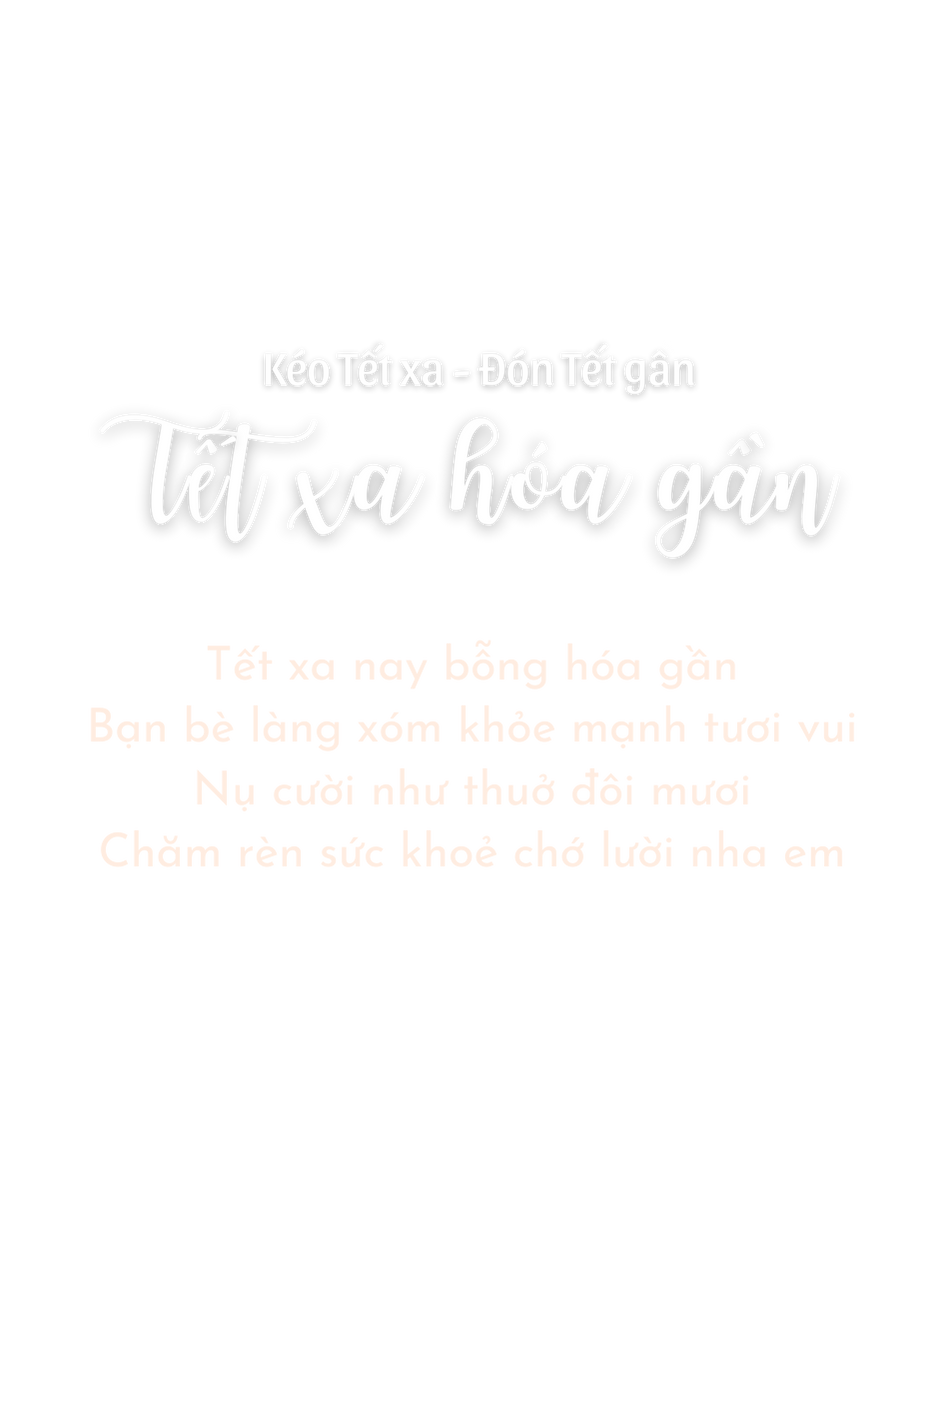 Kéo Tết xa - Đón Tết gần
Tết xa hóa gần
Tết xa nay bỗng hóa gần
Bạn bè làng xóm khỏe mạnh tươi vui
Nụ cười như thuở đôi mươi
Chăm rèn sức khoẻ chớ lười nha em